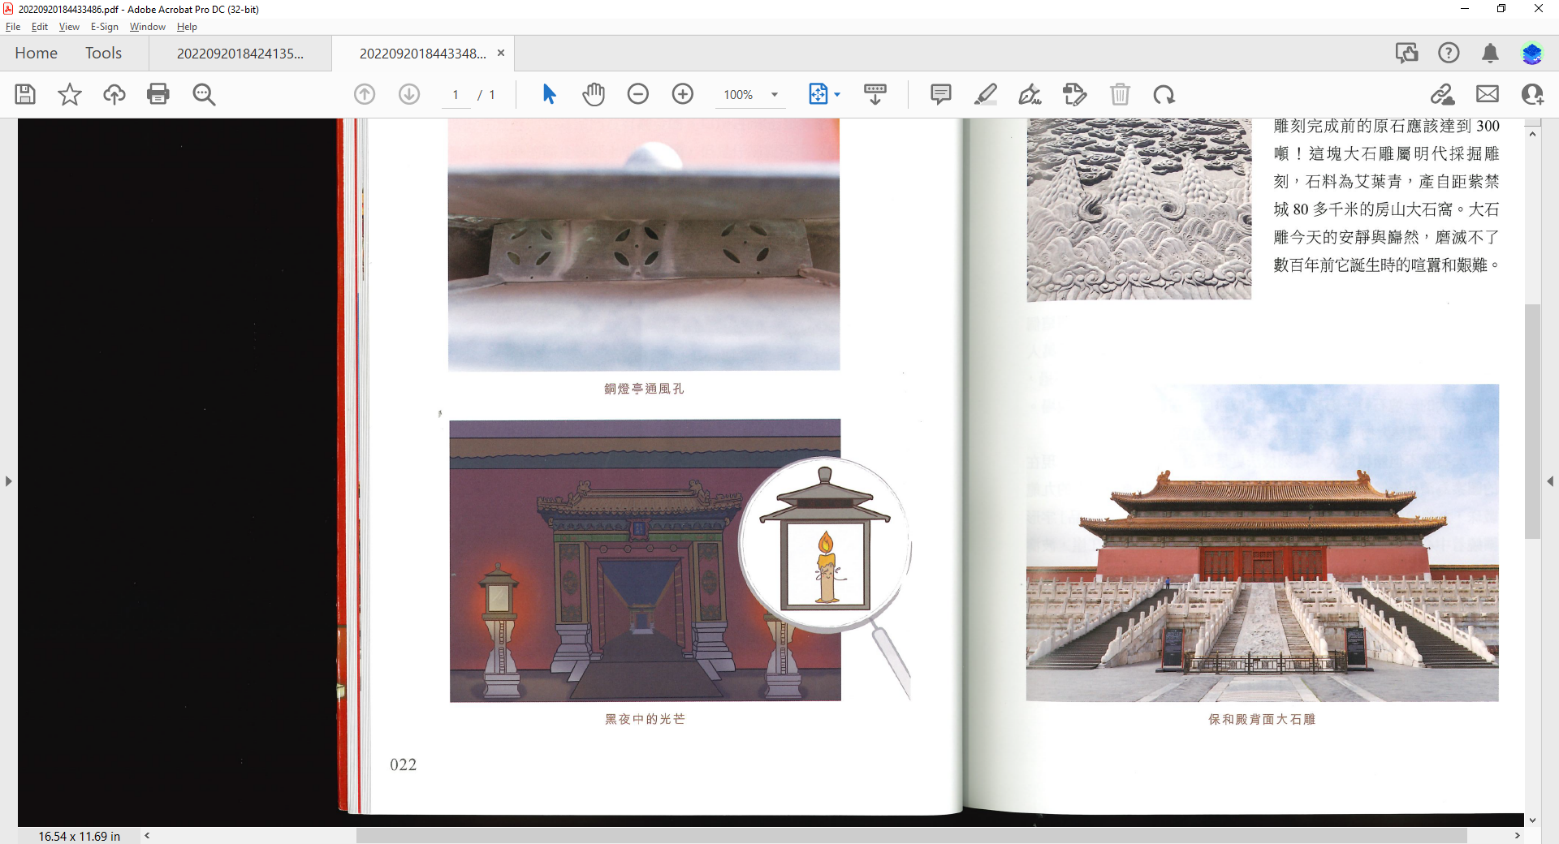 20220920184433486.pdf - Adobe Acrobat Pro DC (32-bit)
File Edit View E-Sign Window Help
Home Tools 2022092018424135... 2022092018443348... ×
1 / 1 100%
雕刻完成前的原石應該達到 300
噸！這塊大石雕屬明代採掘雕
刻，石料為艾葉青，產自距紫禁
城 80 多千米的房山大石窩。大石
雕今天的安靜與巋然，磨滅不了
數百年前它誕生時的喧囂和艱難。
銅燈亭通風孔
黑夜中的光芒
保和殿背面大石雕
022
16.54 x 11.69 in